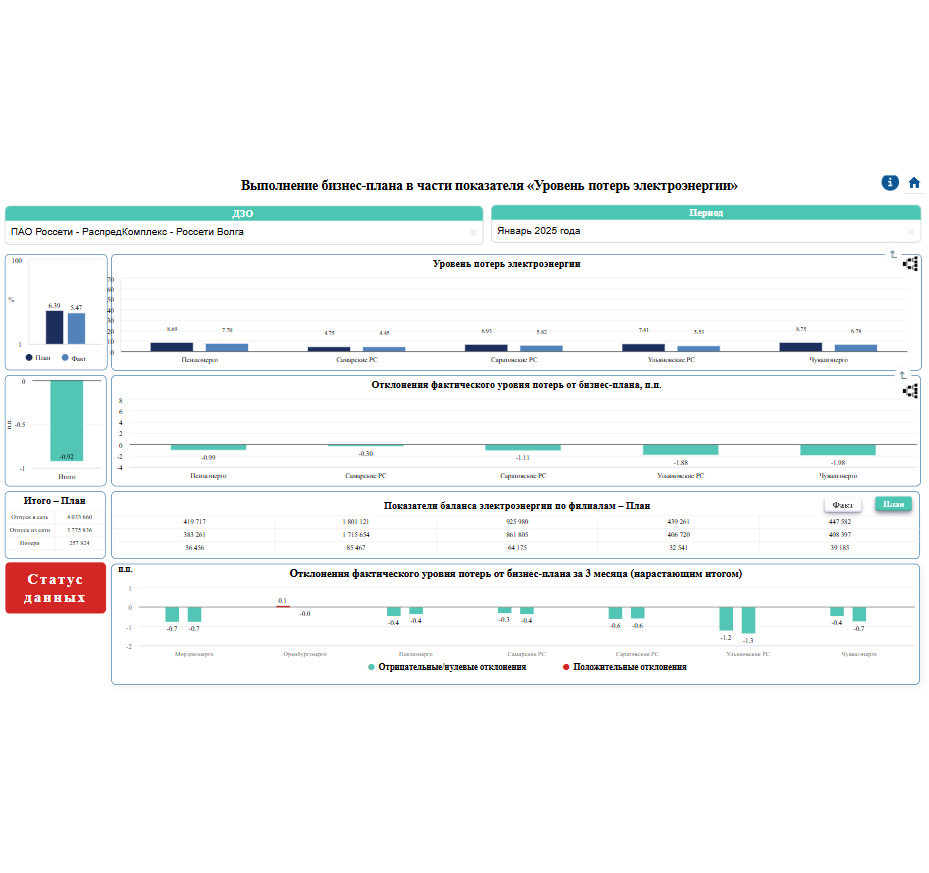 Выполнение бизнес-плана в части показателя «Уровень потерь электроэнергии»
ДЗО
Период
ПАО Россети - РаспредКомплекс - Россети Волга
Январь 2025 года
100
%
1
6.39 5.47
План Факт
Уровень потерь электроэнергии
70
60
50
40
30
20
10
0
8.69 7.70 4.75 4.45 6.93 5.82 7.41 5.53 8.75 6.78
Пензаэнерго Самарские РС Саратовские РС Ульяновские РС Чувашэнерго
0
-0.5
-1
п.п.
-0.92
Итого
Отклонения фактического уровня потерь от бизнес-плана, п.п.
8
6
4
2
0
-2
-4
-0.99 -0.30 -1.11 -1.88 -1.98
Пензаэнерго Самарские РС Саратовские РС Ульяновские РС Чувашэнерго
Итого – План
Отпуск в сеть 4 033 660
Отпуск из сети 3 775 836
Потери 257 824
Показатели баланса электроэнергии по филиалам – План
Факт План
419 717 1 801 121 925 980 439 261 447 582
383 261 1 715 654 861 805 406 720 408 397
36 456 85 467 64 175 32 541 39 185
Статус
данных
п.п.
Отклонения фактического уровня потерь от бизнес-плана за 3 месяца (нарастающим итогом)
1
0
-1
-2
-0.7 -0.7 0.1 -0.0 -0.4 -0.4 -0.3 -0.4 -0.6 -0.6 -1.2 -1.3 -0.4 -0.7
Мордовэнерго Оренбургэнерго Пензаэнерго Самарские РС Саратовские РС Ульяновские РС Чувашэнерго
Отрицательные/нулевые отклонения Положительные отклонения